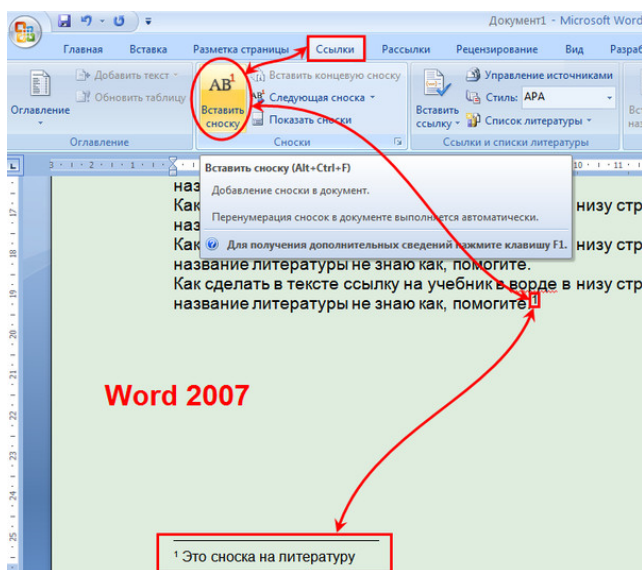 Документ1 - Microsoft Word
Главная Вставка Разметка страницы Ссылки Рассылки Рецензирование Вид Разраб
Оглавление
Добавить текст
Обновить таблицу
Оглавление
AB1
Вставить сноску
Вставить концевую сноску
Следующая сноска
Показать сноски
Сноски
Вставить ссылку
Управление источниками
Стиль: APA
Список литературы
Ссылки и списки литературы
Вставить сноску (Alt+Ctrl+F)
Добавление сноски в документ.
Перенумерация сносок в документе выполняется автоматически.
Для получения дополнительных сведений нажмите клавишу F1.
наз
Как низу стр
наз
Как низу стр
название литературы не знаю как, помогите.
Как сделать в тексте ссылку на учебник в ворде в низу стр
название литературы не знаю как, помогите.1
Word 2007
1 Это сноска на литературу